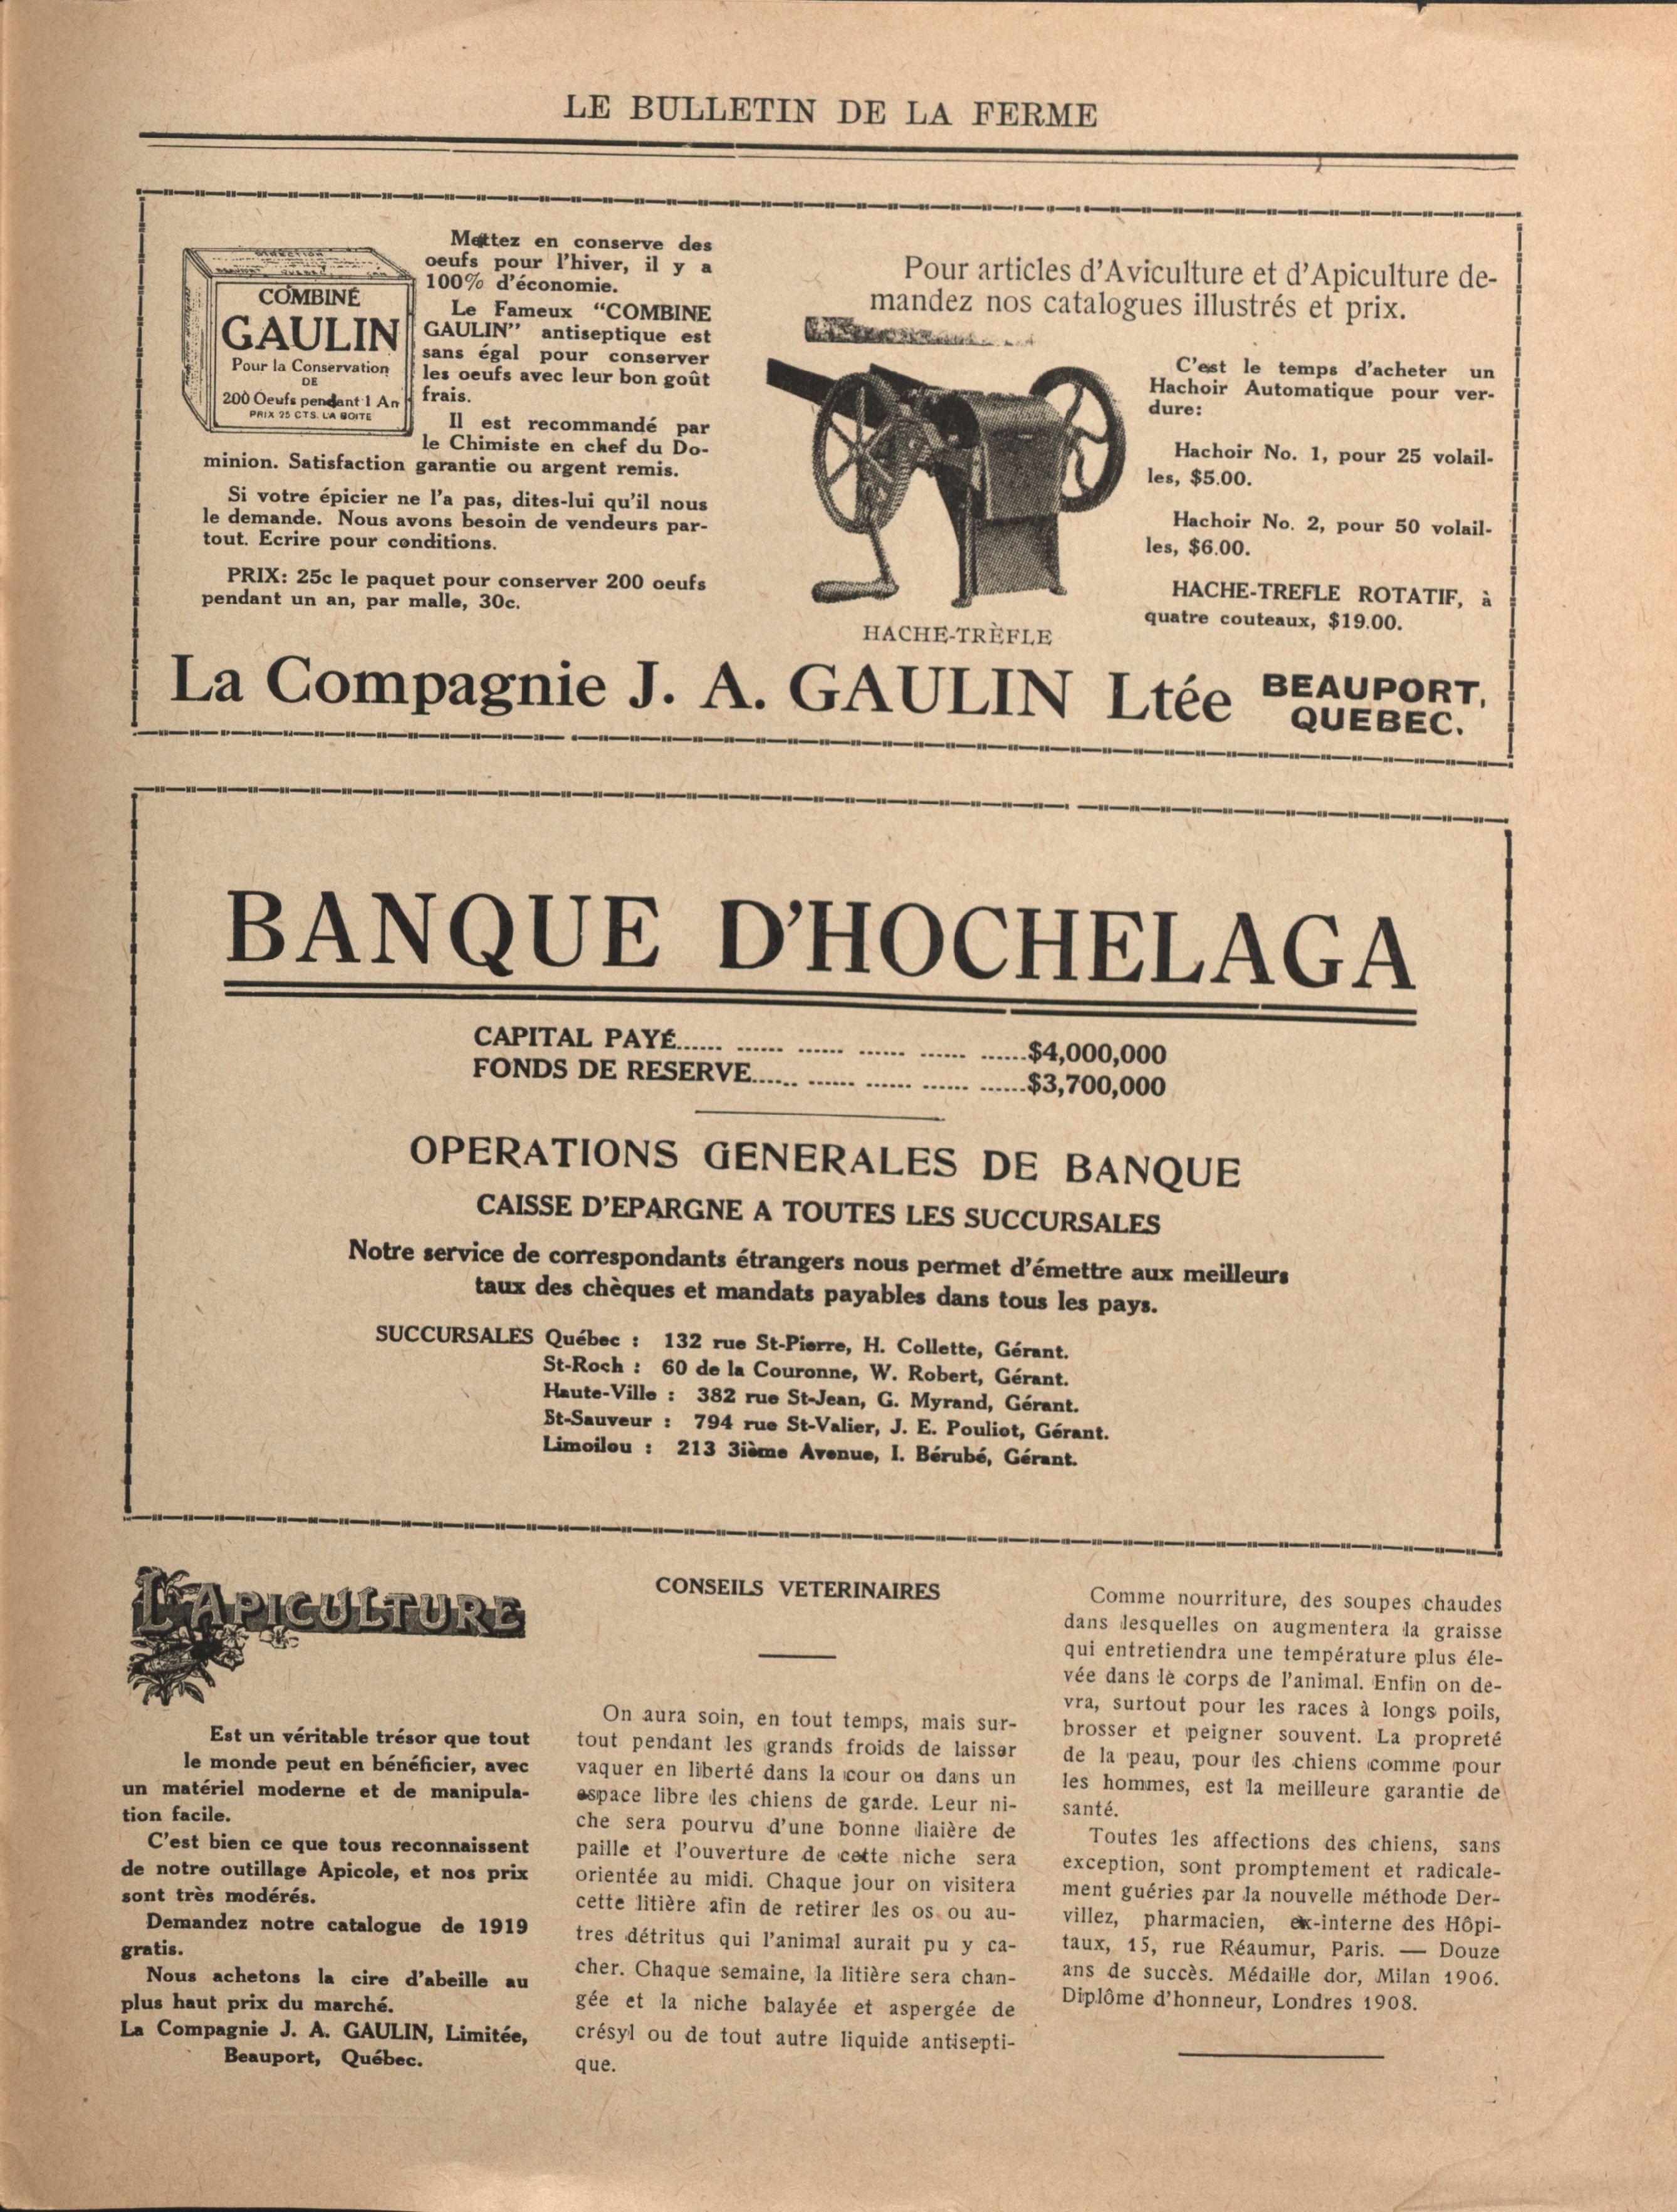 LE BULLETIN DE LA FERME
COMBINÉ
GAULIN
Pour la Conservation
DE
200 Oeufs pendant 1 An
PRIX 25 CTS. LA BOITE
Mettez en conserve des
oeufs pour l'hiver, il y a
100% d'économie.
Le Fameux "COMBINE
GAULIN" antiseptique est
sans égal pour conserver
les oeufs avec leur bon goût
frais.
Il est recommandé par
le Chimiste en chef du Do-
minion. Satisfaction garantie ou argent remis.
Si votre épicier ne l'a pas, dites-lui qu'il nous
le demande. Nous avons besoin de vendeurs par-
tout. Ecrire pour conditions.
PRIX: 25c le paquet pour conserver 200 oeufs
pendant un an, par malle, 30c.
Pour articles d'Aviculture et d'Apiculture de-
mandez nos catalogues illustrés et prix.
HACHE-TRÈFLE
C'est le temps d'acheter un
Hachoir Automatique pour ver-
dure:
Hachoir No. 1, pour 25 volail-
les, $5.00.
Hachoir No. 2, pour 50 volail-
les, $6.00.
HACHE-TREFLE ROTATIF, à
quatre couteaux, $19.00.
La Compagnie J. A. GAULIN Ltée BEAUPORT,
QUEBEC.
BANQUE D'HOCHELAGA
CAPITAL PAYÉ...... ...... ...... ...... ...... ......$4,000,000
FONDS DE RESERVE...... ...... ...... ...... ......$3,700,000
OPERATIONS GENERALES DE BANQUE
CAISSE D'EPARGNE A TOUTES LES SUCCURSALES
Notre service de correspondants étrangers nous permet d'émettre aux meilleurs
taux des chèques et mandats payables dans tous les pays.
SUCCURSALES Québec : 132 rue St-Pierre, H. Collette, Gérant.
St-Roch : 60 de la Couronne, W. Robert, Gérant.
Haute-Ville : 382 rue St-Jean, G. Myrand, Gérant.
St-Sauveur : 794 rue St-Valier, J. E. Pouliot, Gérant.
Limoilou : 213 3ième Avenue, I. Bérubé, Gérant.
L'APICULTURE
Est un véritable trésor que tout
le monde peut en bénéficier, avec
un matériel moderne et de manipula-
tion facile.
C'est bien ce que tous reconnaissent
de notre outillage Apicole, et nos prix
sont très modérés.
Demandez notre catalogue de 1919
gratis.
Nous achetons la cire d'abeille au
plus haut prix du marché.
La Compagnie J. A. GAULIN, Limitée,
Beauport, Québec.
CONSEILS VETERINAIRES
On aura soin, en tout temps, mais sur-
tout pendant les grands froids de laisser
vaquer en liberté dans la cour ou dans un
espace libre les chiens de garde. Leur ni-
che sera pourvu d'une bonne liaière de
paille et l'ouverture de cette niche sera
orientée au midi. Chaque jour on visitera
cette litière afin de retirer les os ou au-
tres détritus qui l'animal aurait pu y ca-
cher. Chaque semaine, la litière sera chan-
gée et la niche balayée et aspergée de
crésyl ou de tout autre liquide antisepti-
que.
Comme nourriture, des soupes chaudes
dans lesquelles on augmentera la graisse
qui entretiendra une température plus éle-
vée dans le corps de l'animal. Enfin on de-
vra, surtout pour les races à longs poils,
brosser et peigner souvent. La propreté
de la peau, pour les chiens comme pour
les hommes, est la meilleure garantie de
santé.
Toutes les affections des chiens, sans
exception, sont promptement et radicale-
ment guéries par la nouvelle méthode Der-
villez, pharmacien, ex-interne des Hôpi-
taux, 15, rue Réaumur, Paris. — Douze
ans de succès. Médaille dor, Milan 1906.
Diplôme d'honneur, Londres 1908.